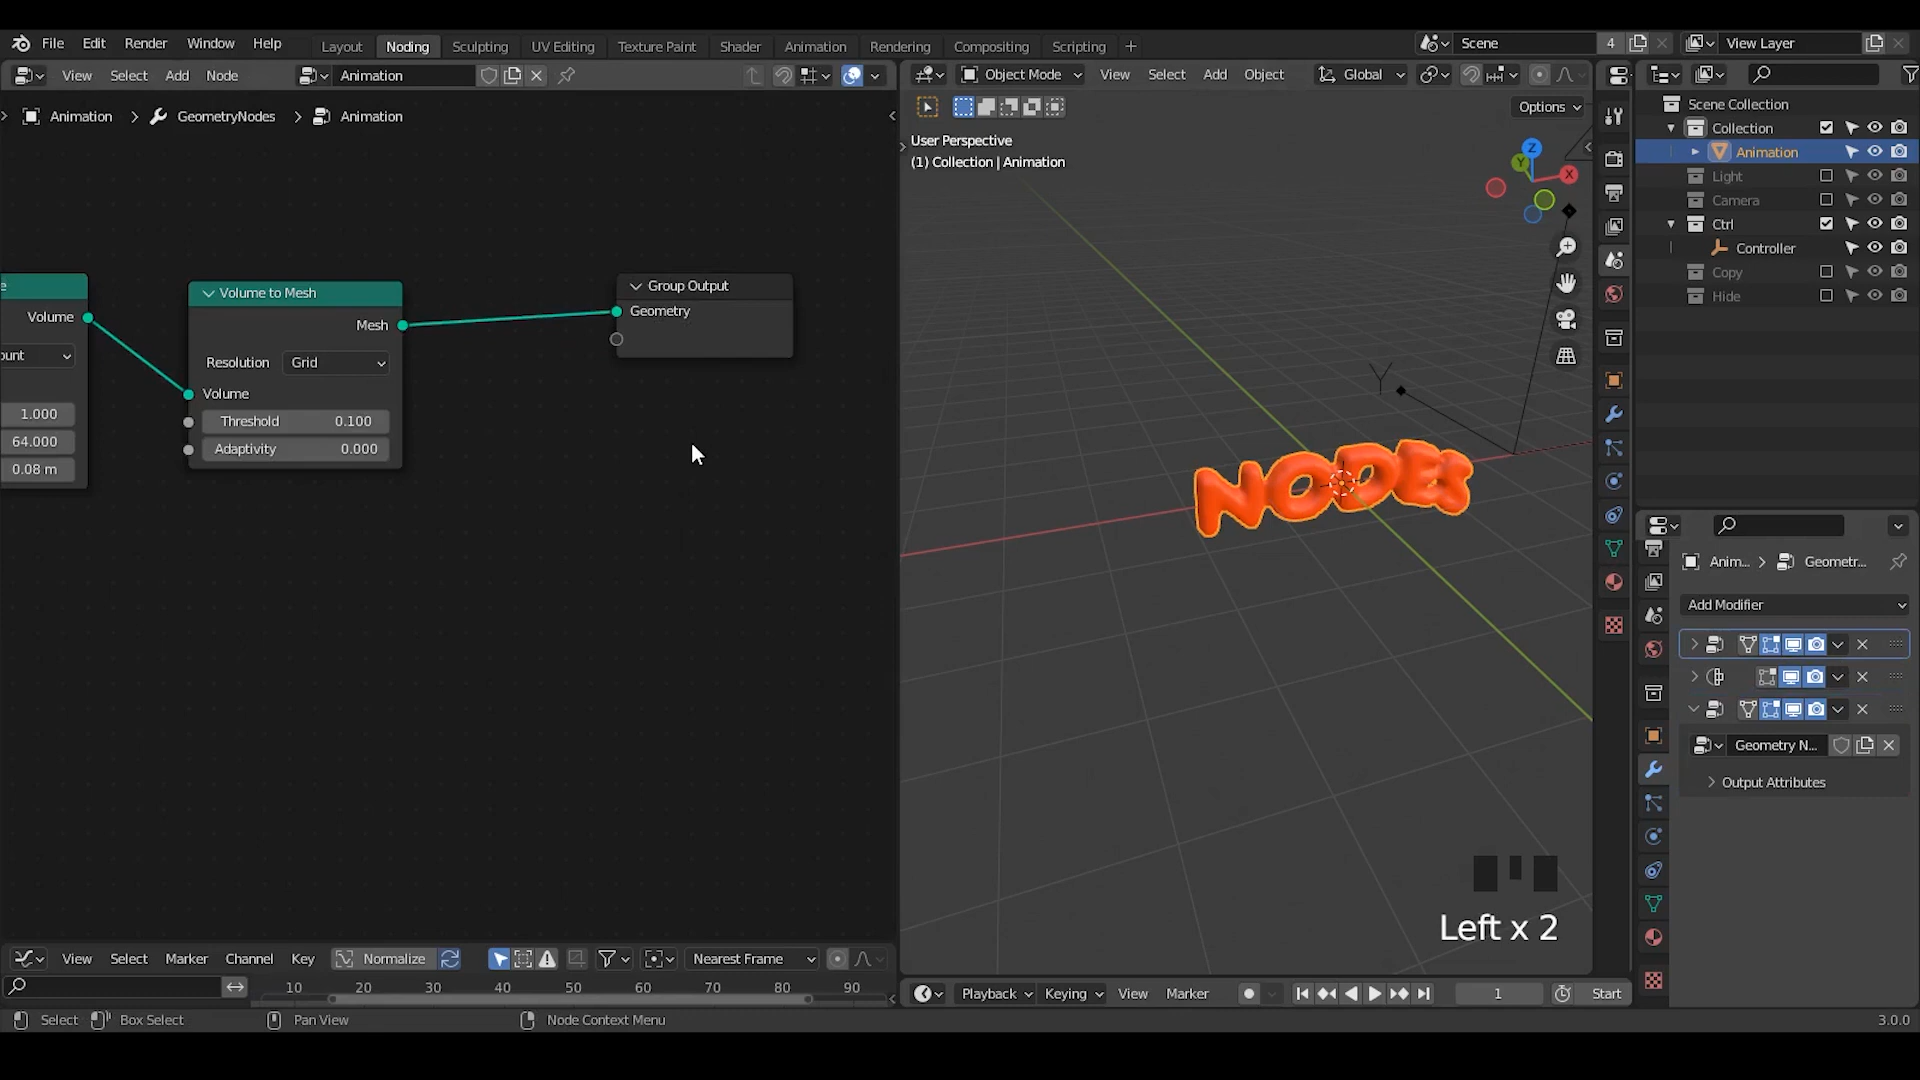 File Edit Render Window Help Layout Noding Sculpting UV Editing Texture Paint Shader Animation Rendering Compositing Scripting + Scene 4 View Layer
View Select Add Node Animation Object Mode View Select Add Object Global
Options
Animation > GeometryNodes > Animation
User Perspective
(1) Collection | Animation
Z
Y
X
Scene Collection
Collection
Animation
Light
Camera
Ctrl
Controller
Copy
Hide
e
Volume
ount
1.000
64.000
0.08 m
Volume to Mesh
Mesh
Resolution Grid
Volume
Threshold 0.100
Adaptivity 0.000
Group Output
Geometry
Y
NODES
Anim... > Geometr...
Add Modifier
Geometry N...
Output Attributes
Left x 2
View Select Marker Channel Key Normalize Nearest Frame
10 20 30 40 50 60 70 80 90
Playback Keying View Marker 1 Start
Select Box Select Pan View Node Context Menu 3.0.0